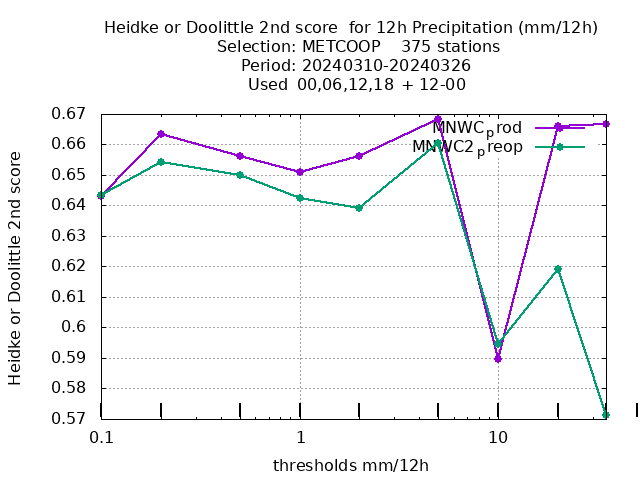 Heidke or Doolittle 2nd score  for 12h Precipitation (mm/12h)
Selection: METCOOP    375 stations
Period: 20240310-20240326
Used  00,06,12,18 + 12-00
MNWCprod
MNWC2preop
Heidke or Doolittle 2nd score
0.67
0.66
0.65
0.64
0.63
0.62
0.61
0.6
0.59
0.58
0.57
0.1
1
10
thresholds mm/12h